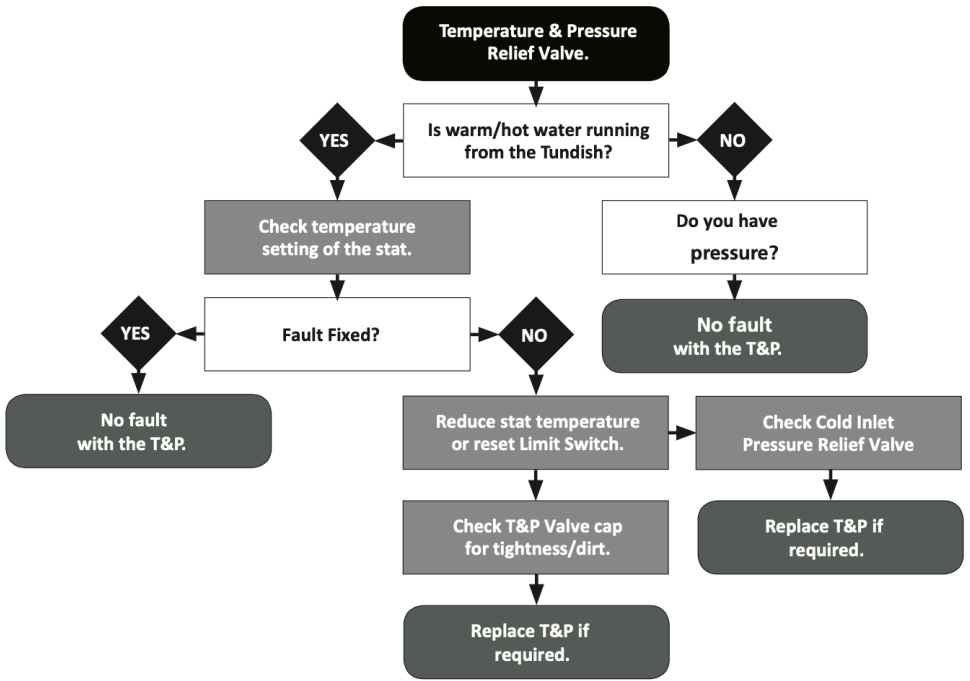 Temperature & Pressure
Relief Valve.
Is warm/hot water running
from the Tundish?
YES
NO
Check temperature
setting of the stat.
Do you have
pressure?
YES
Fault Fixed?
NO
No fault
with the T&P.
No fault
with the T&P.
Reduce stat temperature
or reset Limit Switch.
Check Cold Inlet
Pressure Relief Valve
Check T&P Valve cap
for tightness/dirt.
Replace T&P if
required.
Replace T&P if
required.